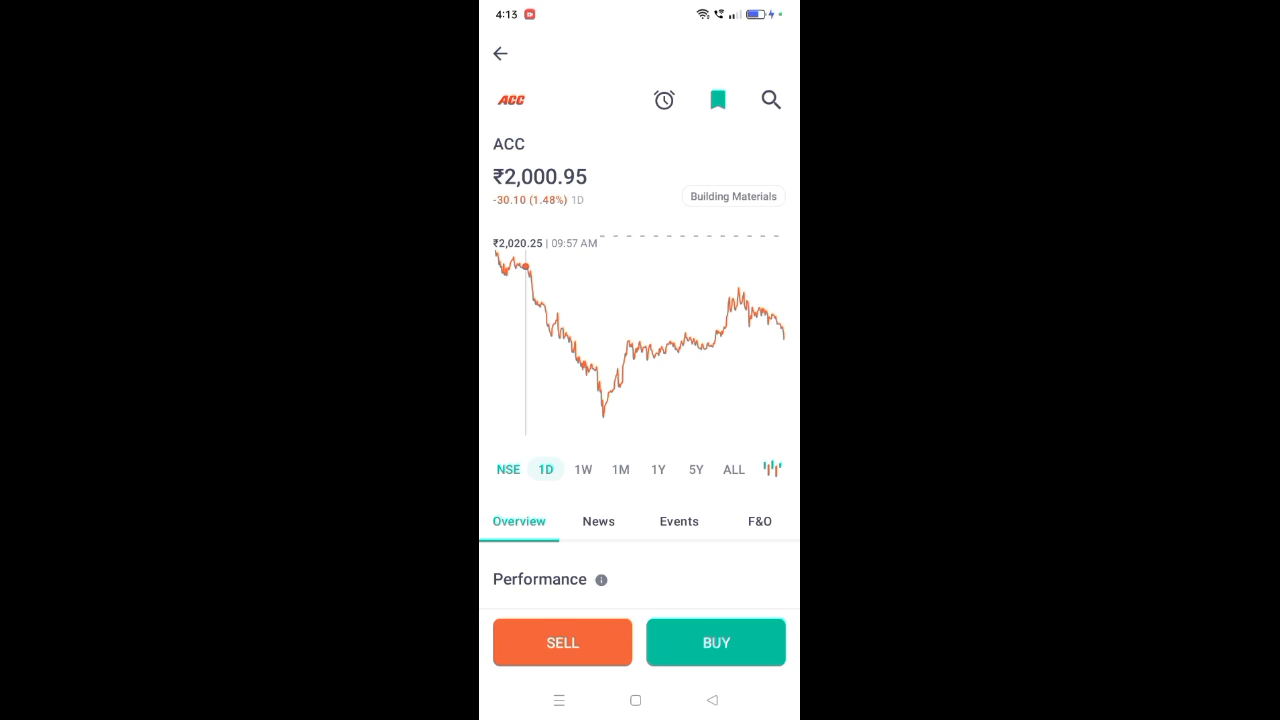 4:13
ACC
ACC
₹2,000.95
-30.10 (1.48%) 1D
Building Materials
₹2,020.25 | 09:57 AM
NSE 1D 1W 1M 1Y 5Y ALL
Overview News Events F&O
Performance
SELL BUY